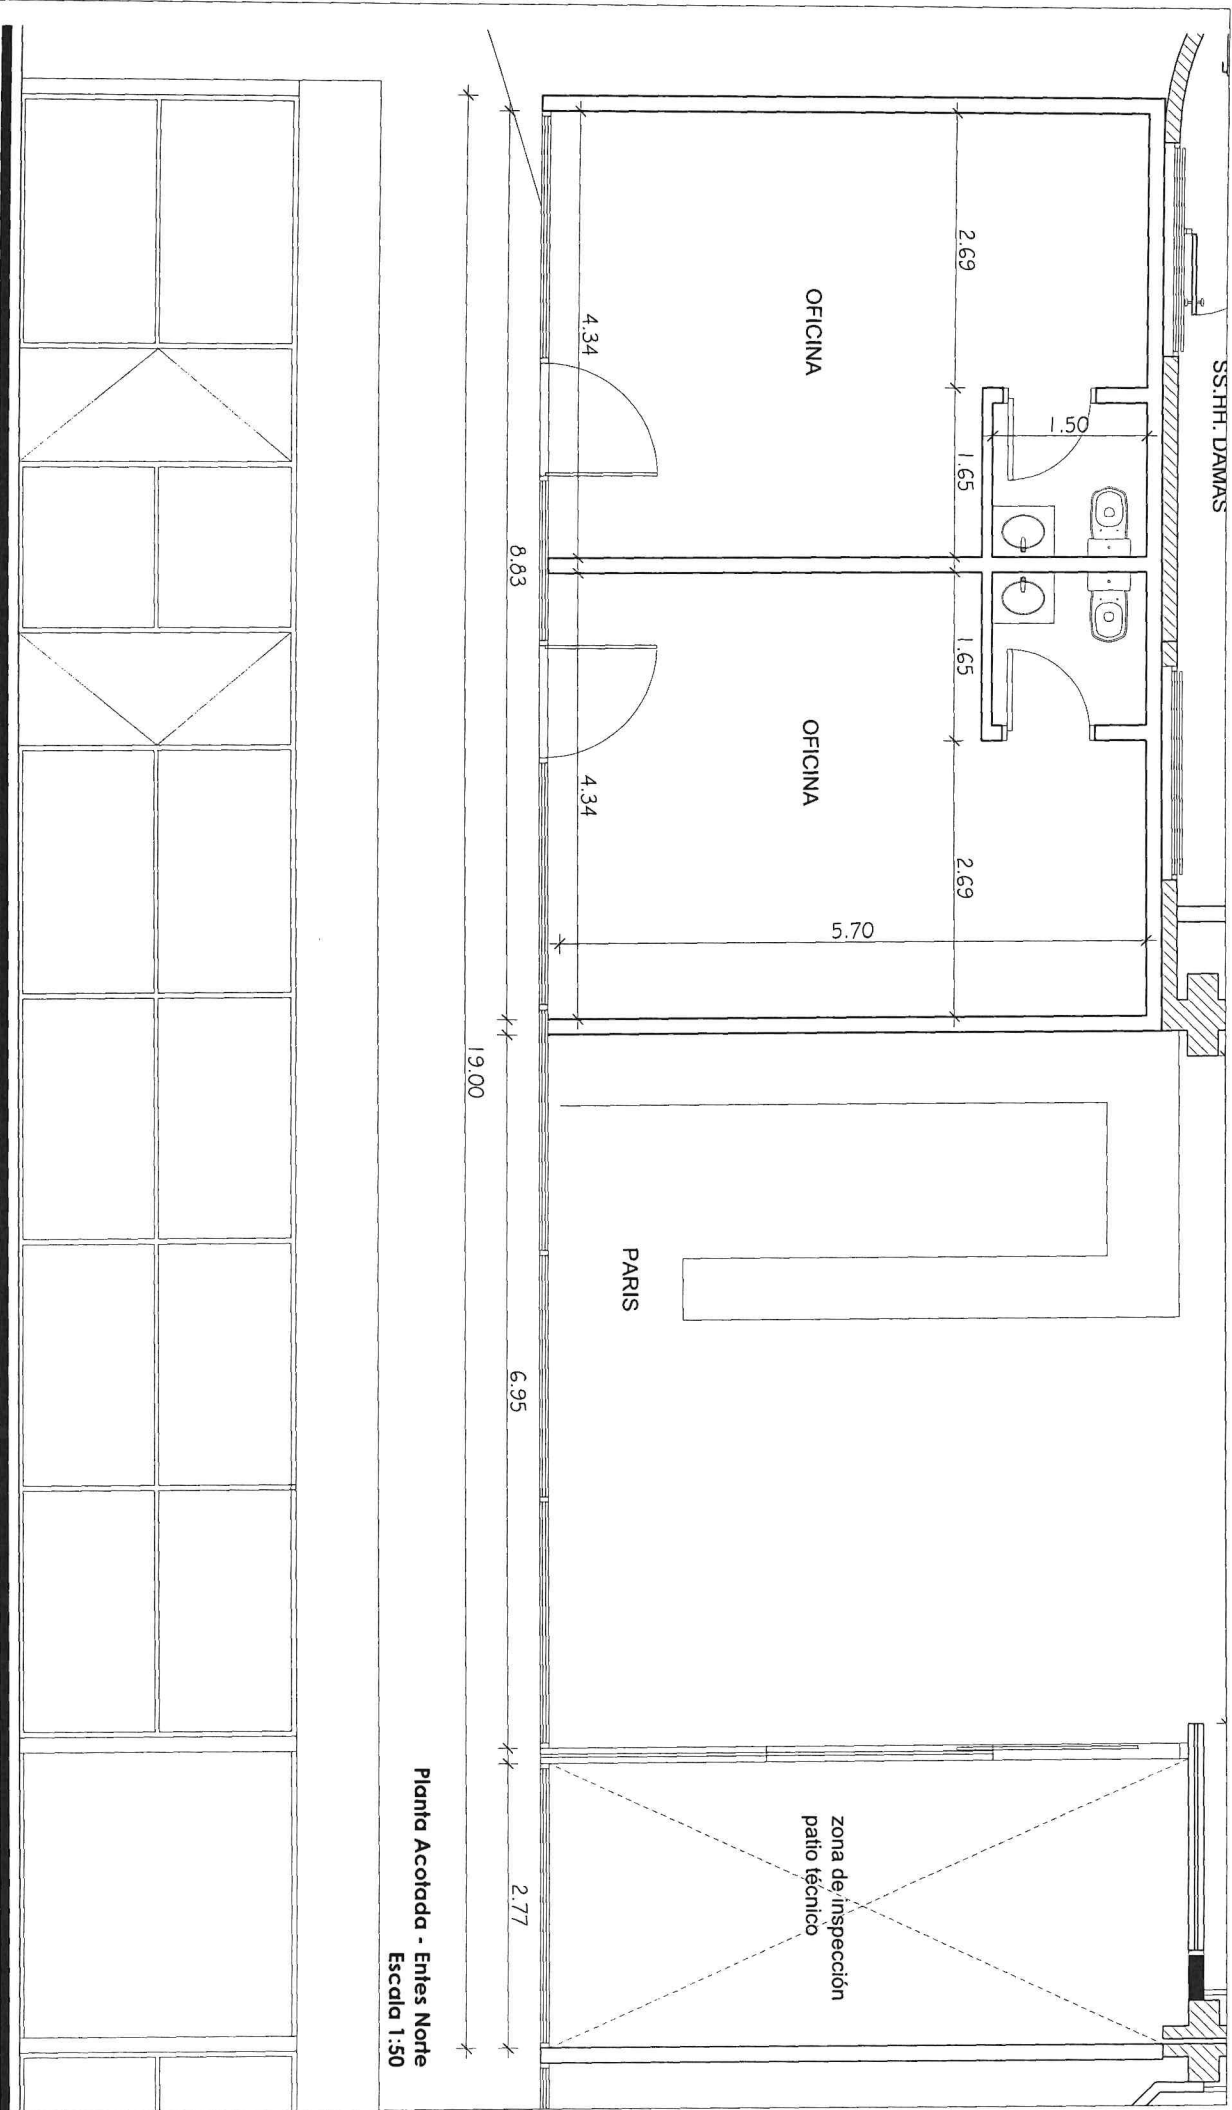 SS.HH. DAMAS
2.69
1.65
1.65
2.69
1.50
5.70
OFICINA
OFICINA
4.34
4.34
8.83
6.95
2.77
19.00
PARIS
zona de inspección
patio técnico
Planta Acotada - Entes Norte
Escala 1:50